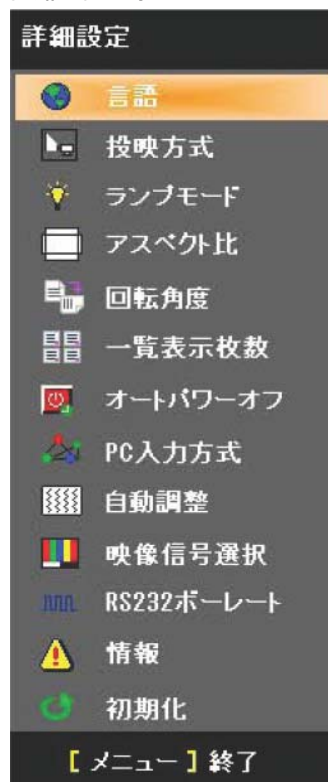 詳細設定
言語
投映方式
ランプモード
アスペクト比
回転角度
一覧表示枚数
オートパワーオフ
PC入力方式
自動調整
映像信号選択
RS232ボーレート
情報
初期化
[メニュー] 終了